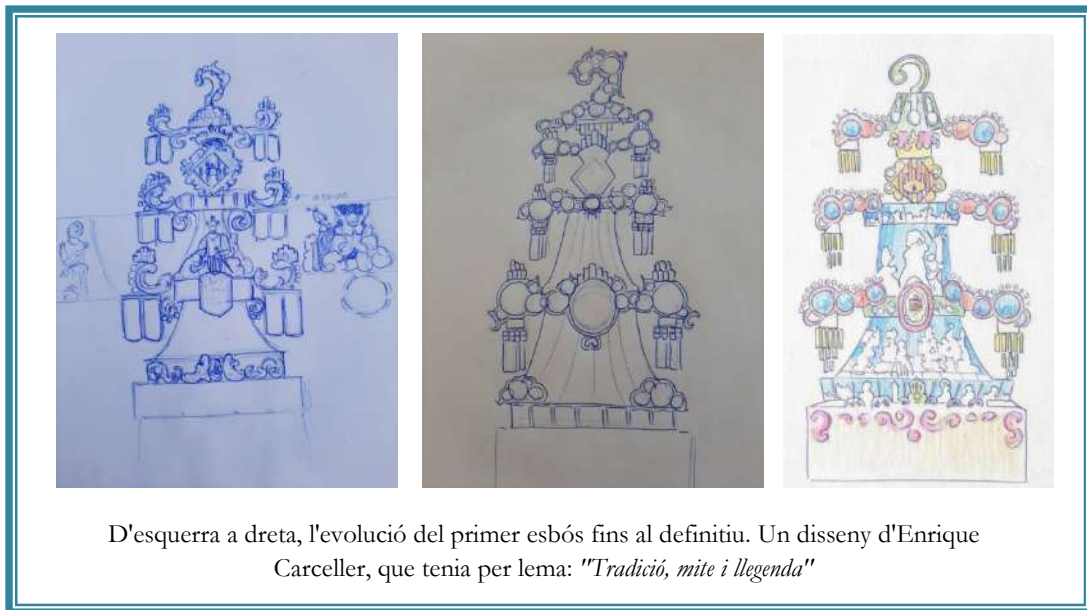 D'esquerra a dreta, l'evolució del primer esbós fins al definitiu. Un disseny d'Enrique
Carceller, que tenia per lema: "Tradició, mite i llegenda"